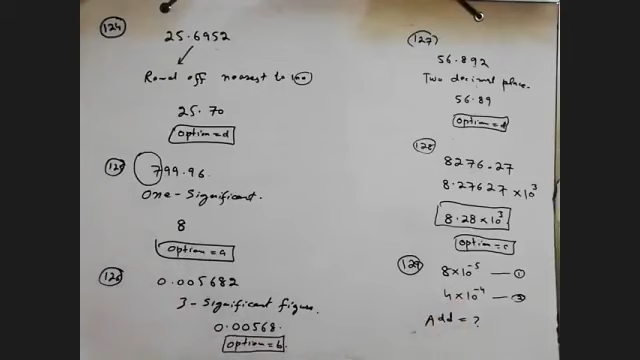 124
25.6952
Round off nearest to 100
25.70
Option = d
125
799.96
One - Significant.
8
Option = a
126
0.005682
3 - Significant figure.
0.00568.
Option = b
127
56.892
Two decimal place.
56.89
Option = d
128
8276.27
8.27627 × 10³
8.28 × 10³
Option = c
129
8×10⁻⁵ — ①
4×10⁻⁴ — ②
Add = ?